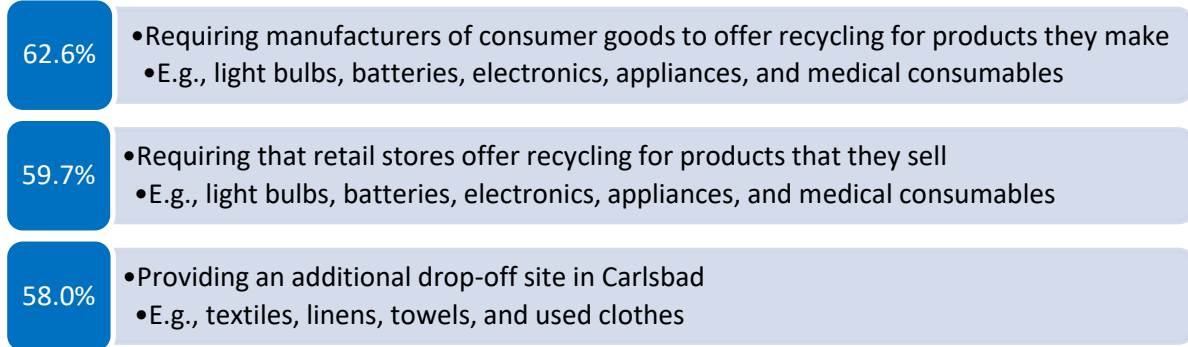 62.6%
•Requiring manufacturers of consumer goods to offer recycling for products they make
•E.g., light bulbs, batteries, electronics, appliances, and medical consumables
59.7%
•Requiring that retail stores offer recycling for products that they sell
•E.g., light bulbs, batteries, electronics, appliances, and medical consumables
58.0%
•Providing an additional drop-off site in Carlsbad
•E.g., textiles, linens, towels, and used clothes